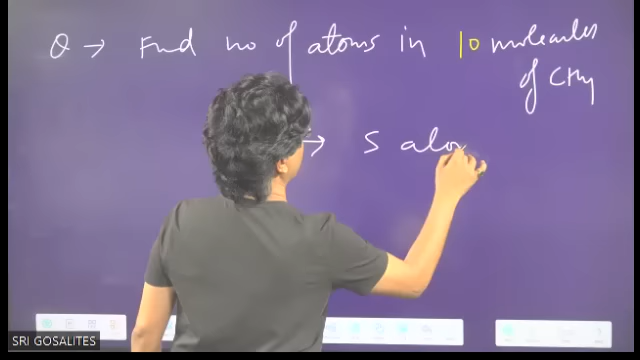 Q → Find no of atoms in 10 molecules
of CH4
→ 5 ato
SRI GOSALITES